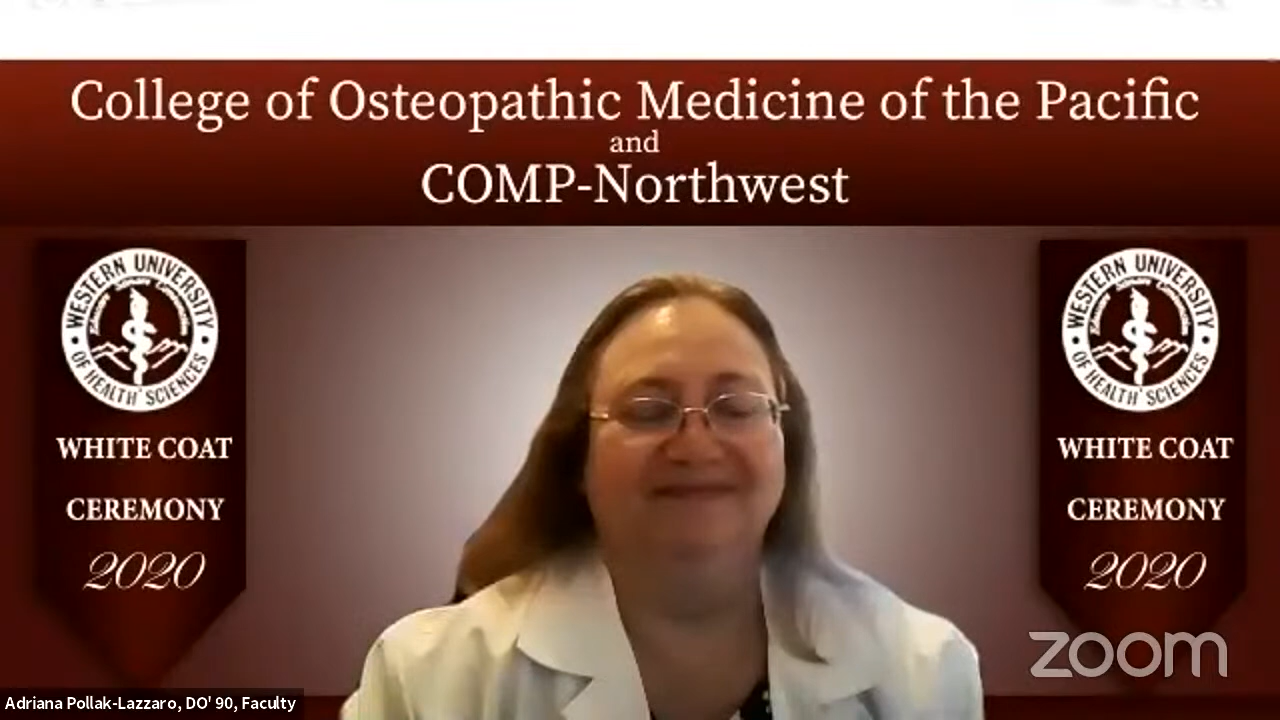 College of Osteopathic Medicine of the Pacific
and
COMP-Northwest
WESTERN UNIVERSITY
OF HEALTH SCIENCES
WHITE COAT
CEREMONY
2020
WESTERN UNIVERSITY
OF HEALTH SCIENCES
WHITE COAT
CEREMONY
2020
zoom
Adriana Pollak-Lazzaro, DO' 90, Faculty